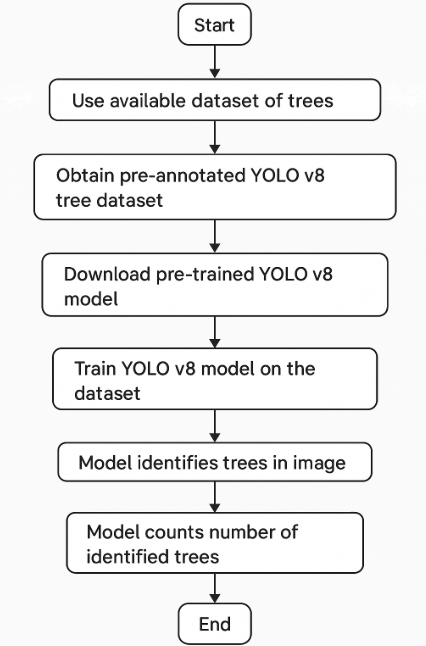 Start
Use available dataset of trees
Obtain pre-annotated YOLO v8
tree dataset
Download pre-trained YOLO v8
model
Train YOLO v8 model on the
dataset
Model identifies trees in image
Model counts number of
identified trees
End